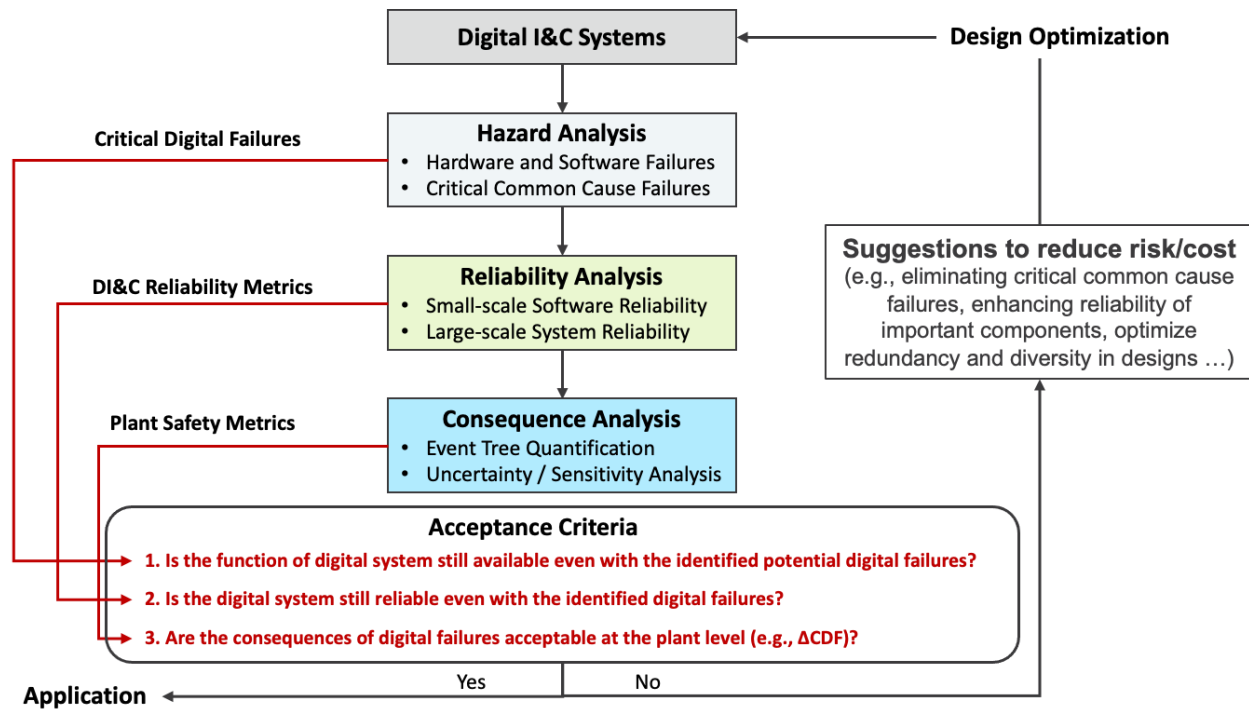 Digital I&C Systems
Design Optimization
Critical Digital Failures
Hazard Analysis
• Hardware and Software Failures
• Critical Common Cause Failures
DI&C Reliability Metrics
Reliability Analysis
• Small-scale Software Reliability
• Large-scale System Reliability
Suggestions to reduce risk/cost
(e.g., eliminating critical common cause
failures, enhancing reliability of
important components, optimize
redundancy and diversity in designs …)
Plant Safety Metrics
Consequence Analysis
• Event Tree Quantification
• Uncertainty / Sensitivity Analysis
Acceptance Criteria
1. Is the function of digital system still available even with the identified potential digital failures?
2. Is the digital system still reliable even with the identified digital failures?
3. Are the consequences of digital failures acceptable at the plant level (e.g., ΔCDF)?
Yes
No
Application